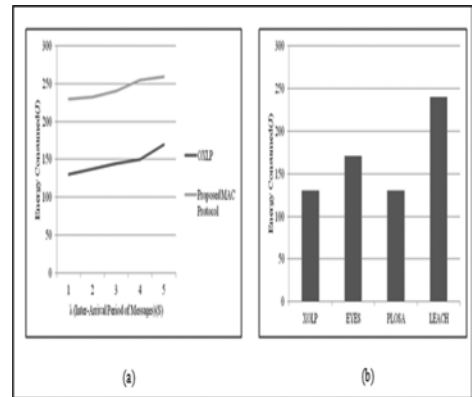 300
250
200
150
100
50
0
Energy Consumed(J)
1 2 3 4 5
λ (Inter-Arrival Period of Messages)(S)
OXLP
Proposed MAC
Protocol
(a)
300
250
200
150
100
50
0
Energy Consumed(J)
XOLP EYES PLOSA LEACH
(b)